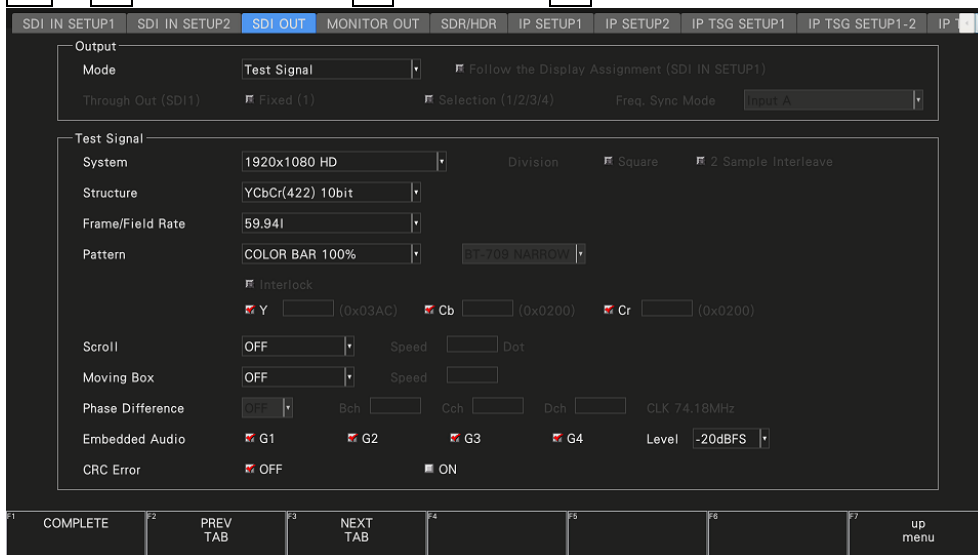 SDI IN SETUP1 SDI IN SETUP2 SDI OUT MONITOR OUT SDR/HDR IP SETUP1 IP SETUP2 IP TSG SETUP1 IP TSG SETUP1-2 IP
Output
Mode Test Signal Follow the Display Assignment (SDI IN SETUP1)
Through Out (SDI1) Fixed (1) Selection (1/2/3/4) Freq. Sync Mode Input A
Test Signal
System 1920x1080 HD Division Square 2 Sample Interleave
Structure YCbCr(422) 10bit
Frame/Field Rate 59.94I
Pattern COLOR BAR 100% BT-709 NARROW
Interlock
Y (0x03AC) Cb (0x0200) Cr (0x0200)
Scroll OFF Speed Dot
Moving Box OFF Speed
Phase Difference OFF Bch Cch Dch CLK 74.18MHz
Embedded Audio G1 G2 G3 G4 Level -20dBFS
CRC Error OFF ON
F1 COMPLETE F2 PREV TAB F3 NEXT TAB F4 F5 F6 F7 up menu